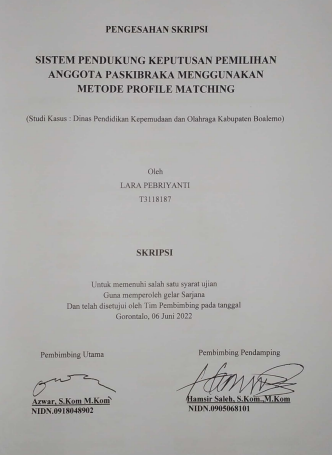 PENGESAHAN SKRIPSI
SISTEM PENDUKUNG KEPUTUSAN PEMILIHAN
ANGGOTA PASKIBRAKA MENGGUNAKAN
METODE PROFILE MATCHING
(Studi Kasus : Dinas Pendidikan Kepemudaan dan Olahraga Kabupaten Boalemo)
Oleh
LARA PEBRIYANTI
T3118187
SKRIPSI
Untuk memenuhi salah satu syarat ujian
Guna memperoleh gelar Sarjana
Dan telah disetujui oleh Tim Pembimbing pada tanggal
Gorontalo, 06 Juni 2022
Pembimbing Utama
Azwar, S.Kom M.Kom
NIDN.0918048902
Pembimbing Pendamping
Hamsir Saleh, S.Kom.,M.Kom
NIDN.0905068101